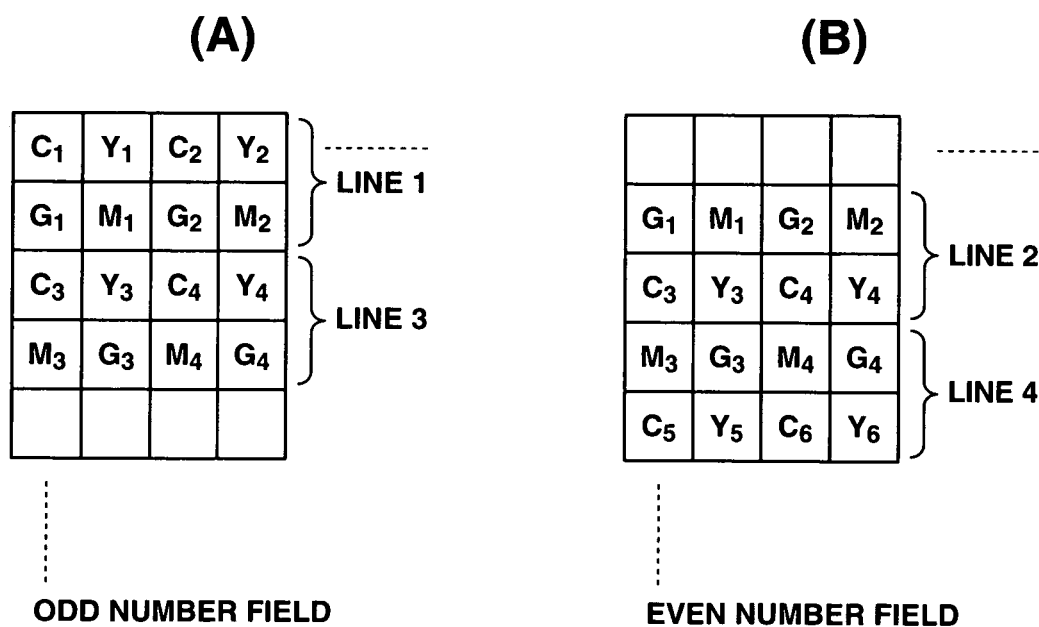 (A)
C₁ Y₁ C₂ Y₂
G₁ M₁ G₂ M₂
LINE 1
C₃ Y₃ C₄ Y₄
M₃ G₃ M₄ G₄
LINE 3
ODD NUMBER FIELD
(B)
G₁ M₁ G₂ M₂
C₃ Y₃ C₄ Y₄
LINE 2
M₃ G₃ M₄ G₄
C₅ Y₅ C₆ Y₆
LINE 4
EVEN NUMBER FIELD